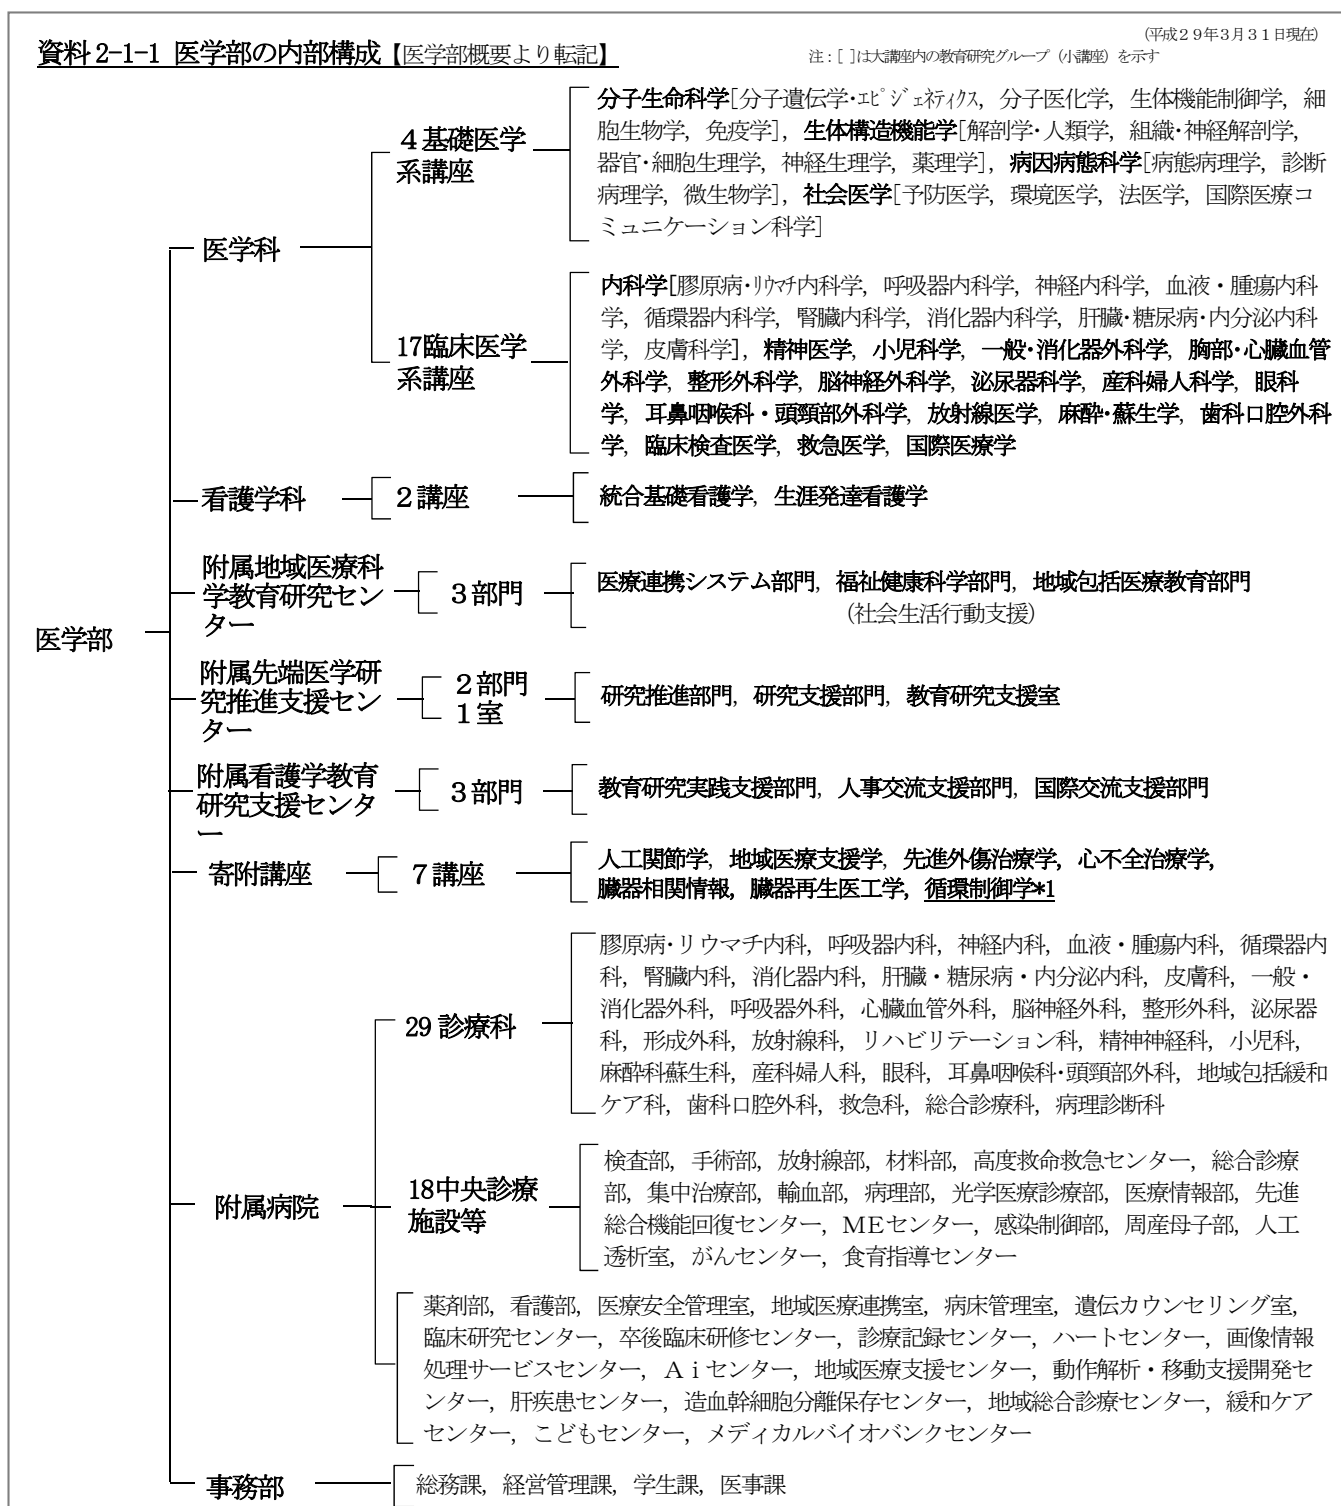 (平成29年3月31日現在)
資料2-1-1 医学部の内部構成【医学部概要より転記】
注：[ ]は大講座内の教育研究グループ（小講座）を示す
医学部
医学科
４基礎医学
系講座
分子生命科学[分子遺伝学・ｴﾋﾟｼﾞｪﾈﾃｨｸｽ，分子医化学，生体機能制御学，細
胞生物学，免疫学]，生体構造機能学[解剖学・人類学，組織・神経解剖学，
器官・細胞生理学，神経生理学，薬理学]，病因病態科学[病態病理学，診断
病理学，微生物学]，社会医学[予防医学，環境医学，法医学，国際医療コ
ミュニケーション科学]
17臨床医学
系講座
内科学[膠原病・ﾘｳﾏﾁ内科学，呼吸器内科学，神経内科学，血液・腫瘍内科
学，循環器内科学，腎臓内科学，消化器内科学，肝臓・糖尿病・内分泌内科
学，皮膚科学]，精神医学，小児科学，一般・消化器外科学，胸部・心臓血管
外科学，整形外科学，脳神経外科学，泌尿器科学，産科婦人科学，眼科
学，耳鼻咽喉科・頭頸部外科学，放射線医学，麻酔・蘇生学，歯科口腔外科
学，臨床検査医学，救急医学，国際医療学
看護学科
２講座
統合基礎看護学，生涯発達看護学
附属地域医療科
学教育研究セン
ター
３部門
医療連携システム部門，福祉健康科学部門，地域包括医療教育部門
(社会生活行動支援)
附属先端医学研
究推進支援セン
ター
２部門
１室
研究推進部門，研究支援部門，教育研究支援室
附属看護学教育
研究支援センタ
ー
３部門
教育研究実践支援部門，人事交流支援部門，国際交流支援部門
寄附講座
７講座
人工関節学，地域医療支援学，先進外傷治療学，心不全治療学，
臓器相関情報，臓器再生医工学，循環制御学*1
附属病院
29診療科
膠原病・リウマチ内科，呼吸器内科，神経内科，血液・腫瘍内科，循環器内
科，腎臓内科，消化器内科，肝臓・糖尿病・内分泌内科，皮膚科，一般・
消化器外科，呼吸器外科，心臓血管外科，脳神経外科，整形外科，泌尿器
科，形成外科，放射線科，リハビリテーション科，精神神経科，小児科，
麻酔科蘇生科，産科婦人科，眼科，耳鼻咽喉科・頭頸部外科，地域包括緩和
ケア科，歯科口腔外科，救急科，総合診療科，病理診断科
18中央診療
施設等
検査部，手術部，放射線部，材料部，高度救命救急センター，総合診療
部，集中治療部，輸血部，病理部，光学医療診療部，医療情報部，先進
総合機能回復センター，ＭＥセンター，感染制御部，周産母子部，人工
透析室，がんセンター，食育指導センター
薬剤部，看護部，医療安全管理室，地域医療連携室，病床管理室，遺伝カウンセリング室，
臨床研究センター，卒後臨床研修センター，診療記録センター，ハートセンター，画像情報
処理サービスセンター，Ａｉセンター，地域医療支援センター，動作解析・移動支援開発セ
ンター，肝疾患センター，造血幹細胞分離保存センター，地域総合診療センター，緩和ケア
センター，こどもセンター，メディカルバイオバンクセンター
事務部
総務課，経営管理課，学生課，医事課